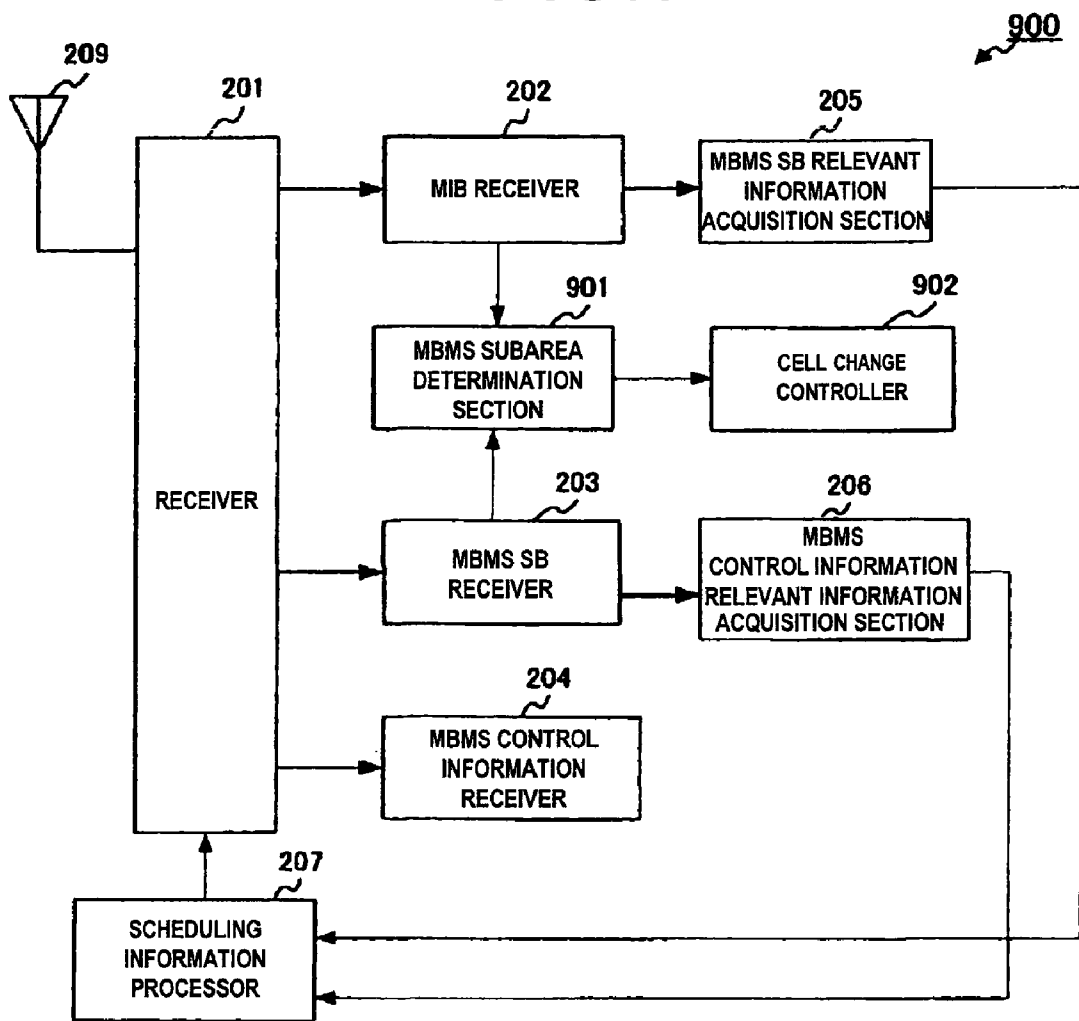 900
209
201
202
205
MIB RECEIVER
MBMS SB RELEVANT
INFORMATION
ACQUISITION SECTION
901
902
MBMS SUBAREA
DETERMINATION
SECTION
CELL CHANGE
CONTROLLER
RECEIVER
203
206
MBMS SB
RECEIVER
MBMS
CONTROL INFORMATION
RELEVANT INFORMATION
ACQUISITION SECTION
204
MBMS CONTROL
INFORMATION
RECEIVER
207
SCHEDULING
INFORMATION
PROCESSOR